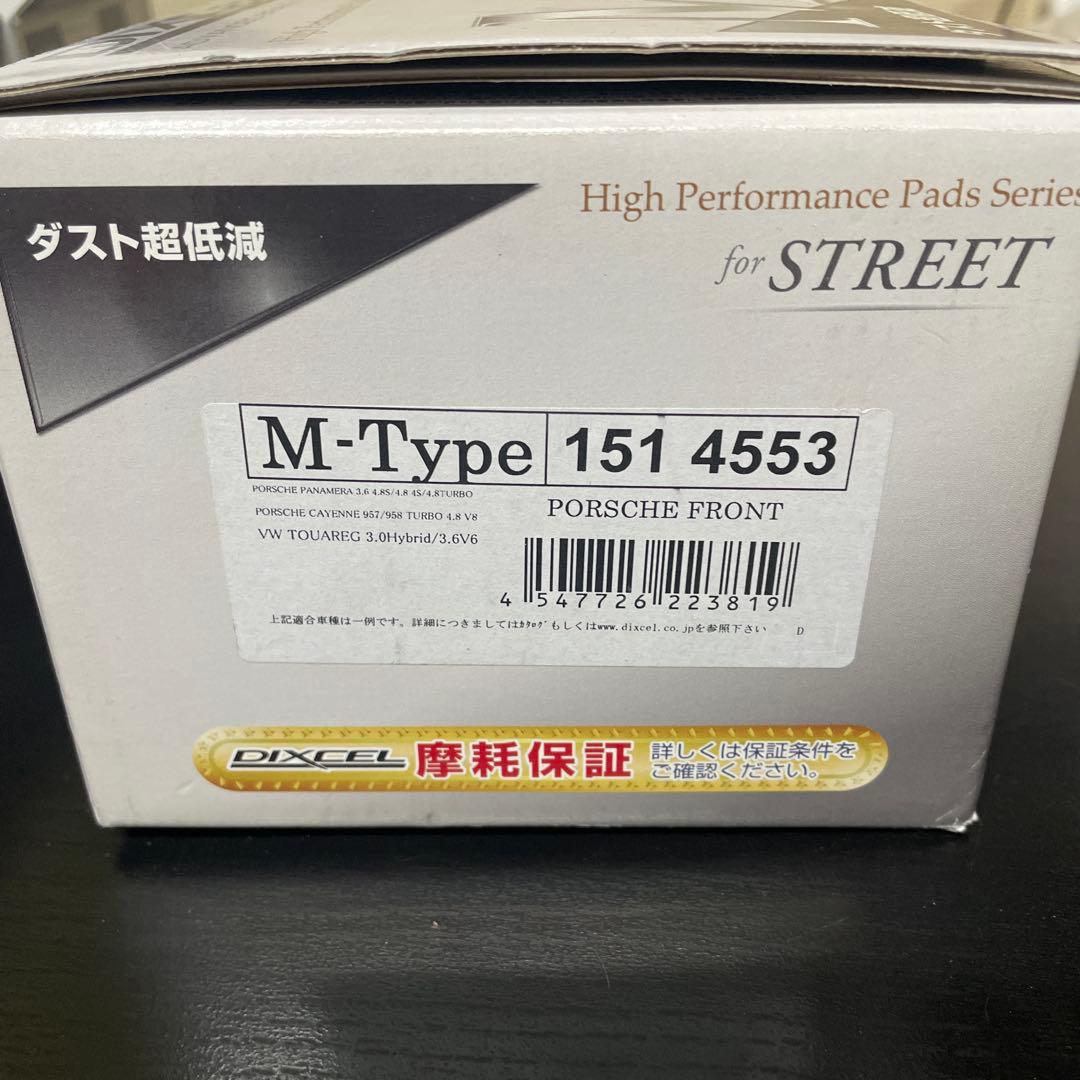 ダスト超低減
High Performance Pads Series
for STREET
M-Type 151 4553
PORSCHE PANAMERA 3.6 4.8S/4.8 4S/4.8TURBO
PORSCHE CAYENNE 957/958 TURBO 4.8 V8
VW TOUAREG 3.0Hybrid/3.6V6
PORSCHE FRONT
4 547726 223819
上記適合車種は一例です。詳細につきましてはｶﾀﾛｸﾞもしくはwww.dixcel.co.jpを参照下さい D
DIXCEL 摩耗保証 詳しくは保証条件を
ご確認ください。